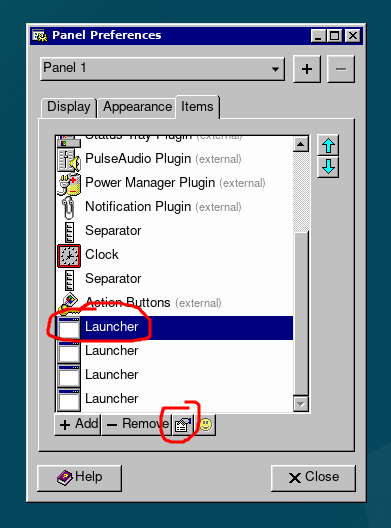 Panel Preferences
Panel 1
Display Appearance Items
Status Tray Plugin (external)
PulseAudio Plugin (external)
Power Manager Plugin (external)
Notification Plugin (external)
Separator
Clock
Separator
Action Buttons (external)
Launcher
Launcher
Launcher
Launcher
+ Add − Remove
Help Close